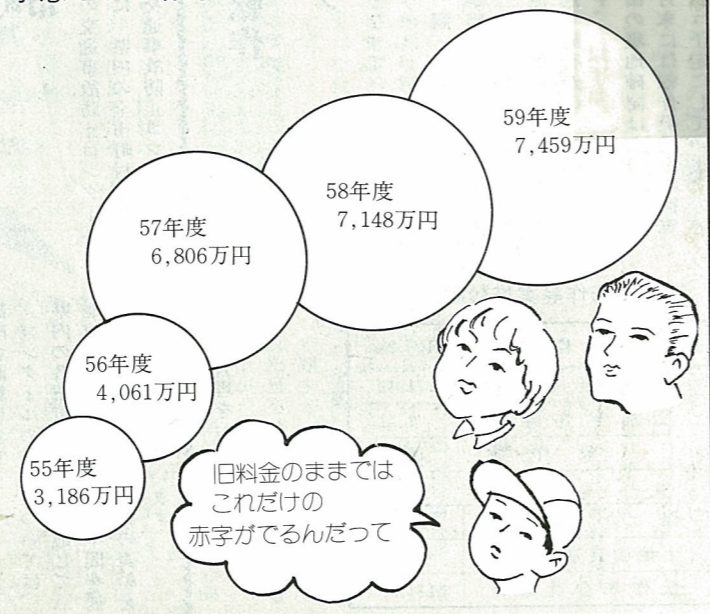 59年度
7,459万円
58年度
7,148万円
57年度
6,806万円
56年度
4,061万円
55年度
3,186万円
旧料金のままでは
これだけの
赤字がでるんだって